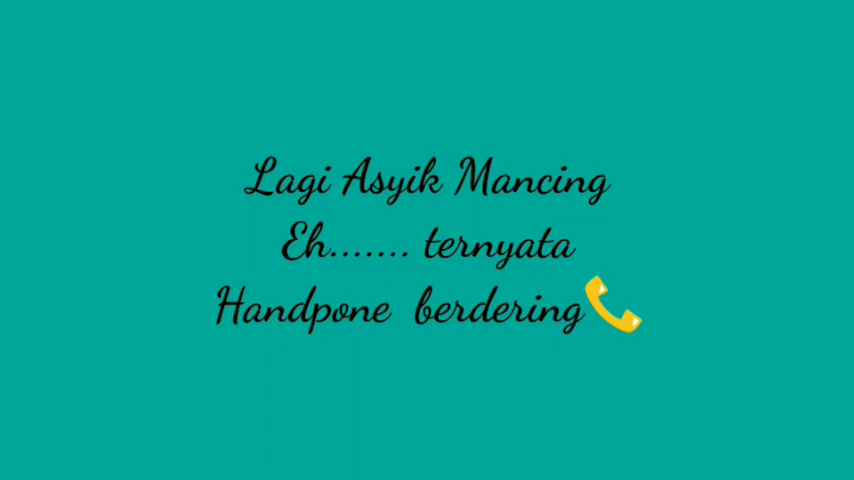 Lagi Asyik Mancing
Eh....... ternyata
Handpone berdering📞